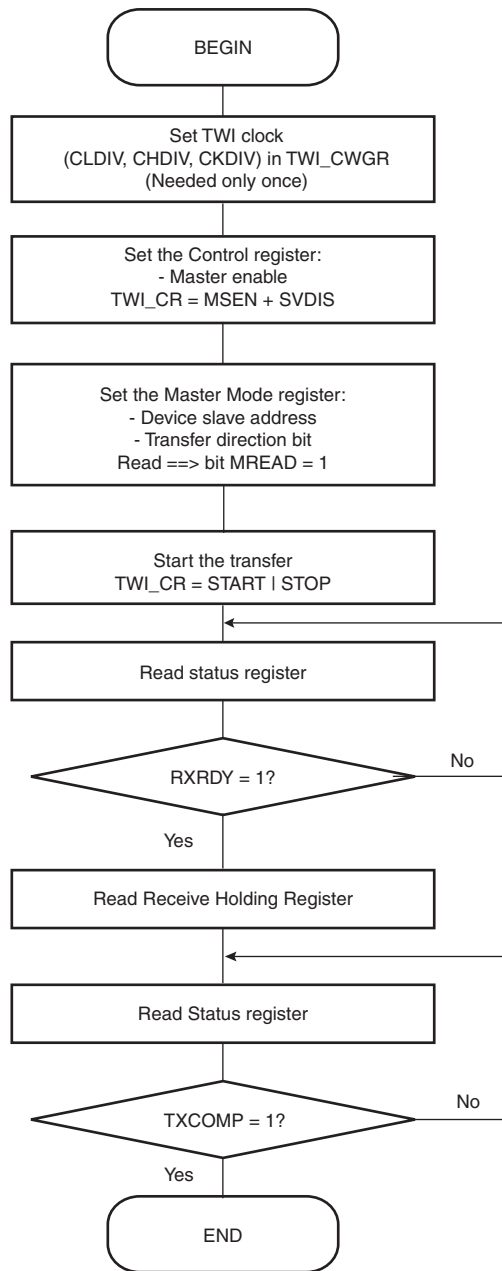 BEGIN
Set TWI clock
(CLDIV, CHDIV, CKDIV) in TWI_CWGR
(Needed only once)
Set the Control register:
- Master enable
TWI_CR = MSEN + SVDIS
Set the Master Mode register:
- Device slave address
- Transfer direction bit
Read ==> bit MREAD = 1
Start the transfer
TWI_CR = START | STOP
Read status register
RXRDY = 1?
No
Yes
Read Receive Holding Register
Read Status register
TXCOMP = 1?
No
Yes
END